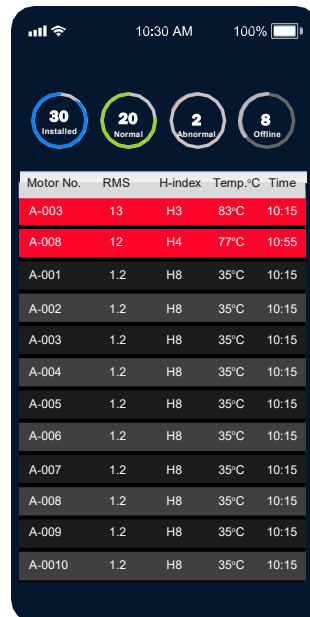 10:30 AM 100%
30 20 2 8
Installed Normal Abnormal Offline
Motor No. RMS H-index Temp.°C Time
A-003 13 H3 83°C 10:15
A-008 12 H4 77°C 10:55
A-001 1.2 H8 35°C 10:15
A-002 1.2 H8 35°C 10:15
A-003 1.2 H8 35°C 10:15
A-004 1.2 H8 35°C 10:15
A-005 1.2 H8 35°C 10:15
A-006 1.2 H8 35°C 10:15
A-007 1.2 H8 35°C 10:15
A-008 1.2 H8 35°C 10:15
A-009 1.2 H8 35°C 10:15
A-0010 1.2 H8 35°C 10:15